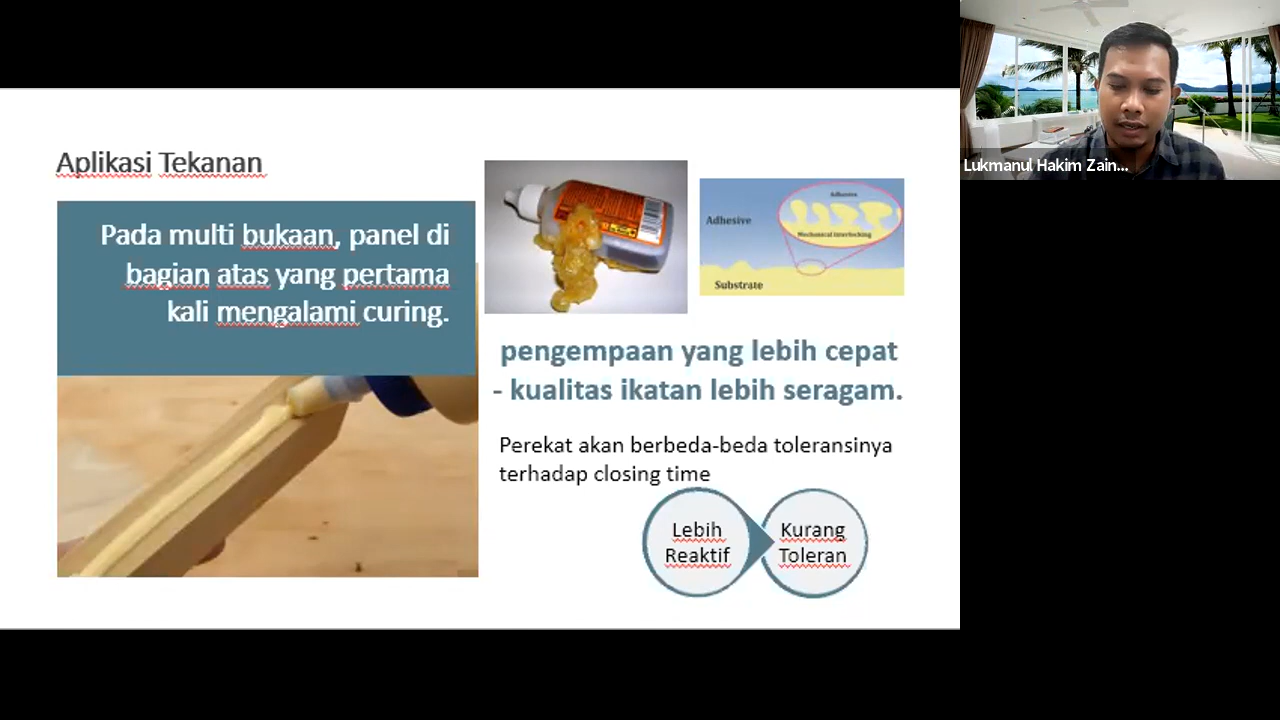 Aplikasi Tekanan
Pada multi bukaan, panel di
bagian atas yang pertama
kali mengalami curing.
Adhesive
Adhesive
Mechanical Interlocking
Substrate
pengempaan yang lebih cepat
- kualitas ikatan lebih seragam.
Perekat akan berbeda-beda toleransinya
terhadap closing time
Lebih
Reaktif
Kurang
Toleran
Lukmanul Hakim Zain...